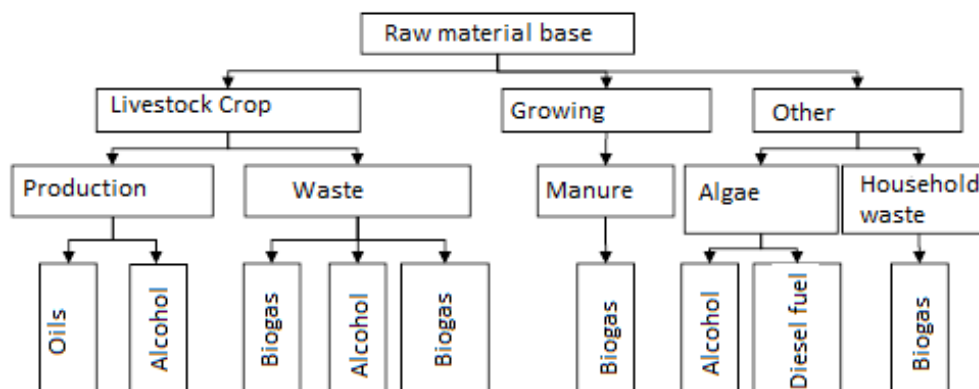 Raw material base
Livestock Crop
Growing
Other
Production
Waste
Manure
Algae
Household
waste
Oils
Alcohol
Biogas
Alcohol
Biogas
Biogas
Alcohol
Diesel fuel
Biogas